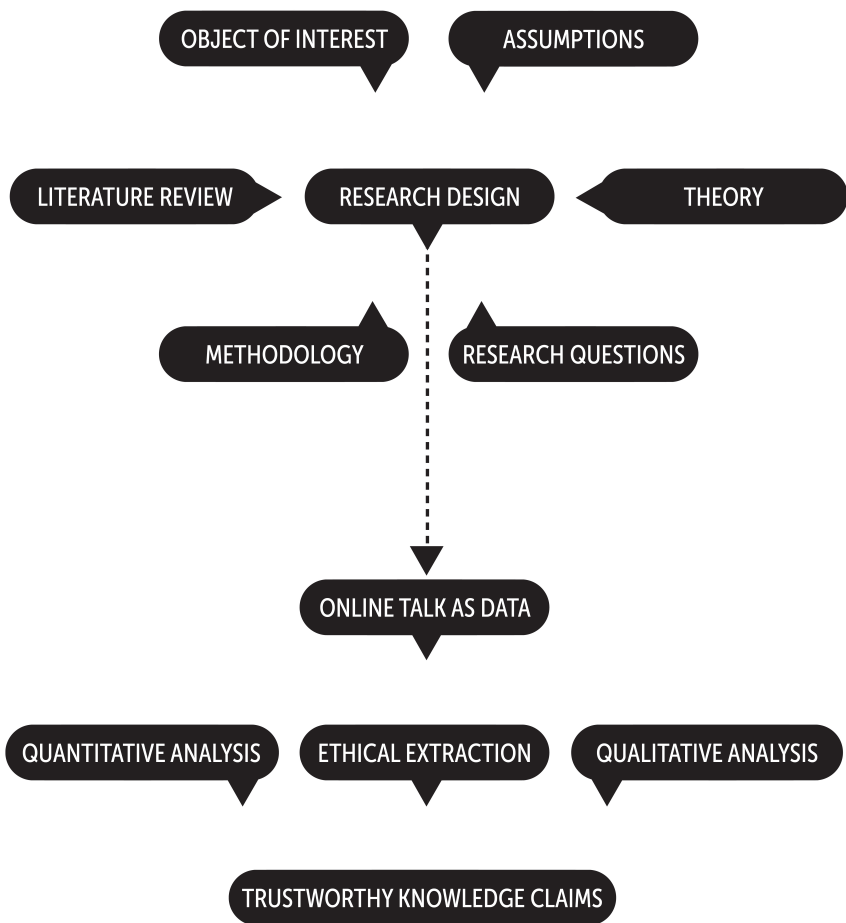 OBJECT OF INTEREST
ASSUMPTIONS
LITERATURE REVIEW
RESEARCH DESIGN
THEORY
METHODOLOGY
RESEARCH QUESTIONS
ONLINE TALK AS DATA
QUANTITATIVE ANALYSIS
ETHICAL EXTRACTION
QUALITATIVE ANALYSIS
TRUSTWORTHY KNOWLEDGE CLAIMS